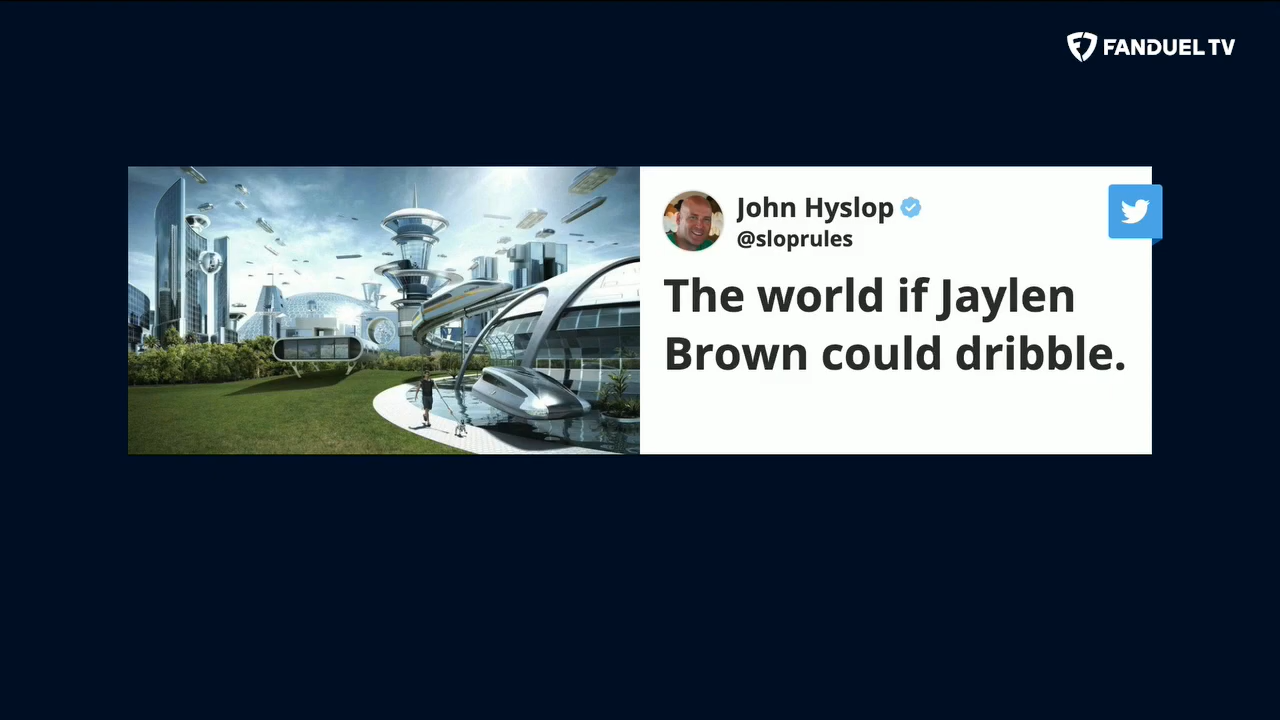 FANDUEL TV
John Hyslop
@sloprules
The world if Jaylen
Brown could dribble.